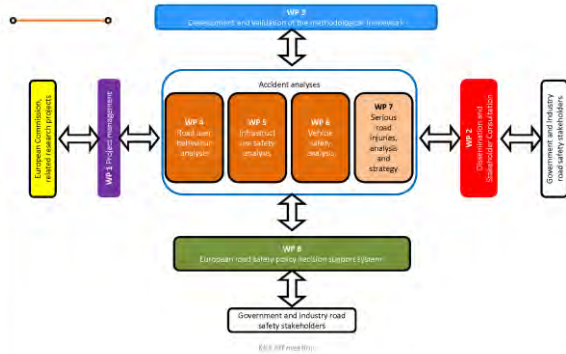 WP 3
Development and Validation of the methodological framework
European Commission,
related research projects
WP 1 Project management
Accident analyses
WP 4
Road user
behaviour
analysis
WP 5
Infrastruct
ure safety
analysis
WP 6
Vehicle
safety
analysis
WP 7
Serious
road
injuries,
analysis
and
strategy
WP 2
Dissemination and
Stakeholder Consultation
Government and Industry
road safety stakeholders
WP 8
European road safety policy decision support system
Government and Industry road
safety stakeholders
meeting